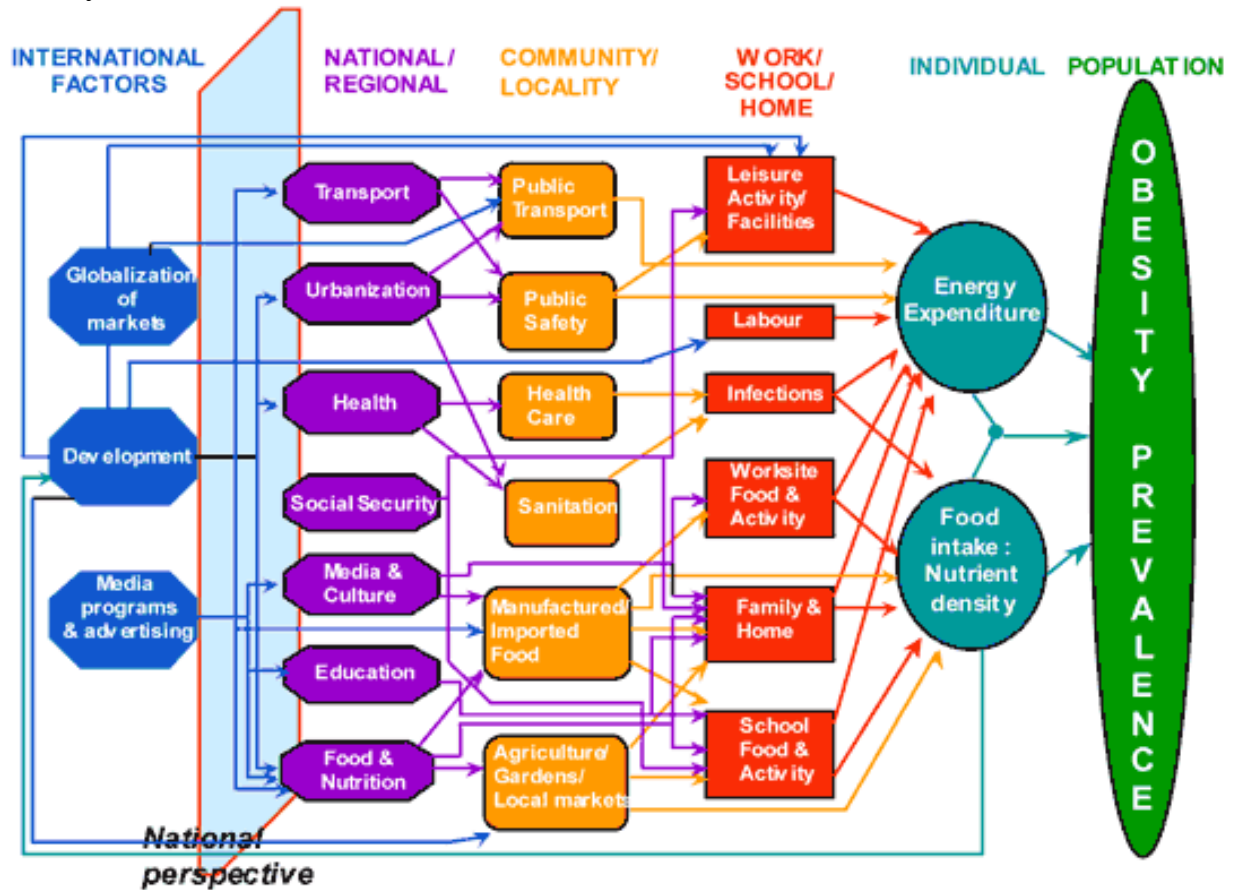 INTERNATIONAL
FACTORS
NATIONAL/
REGIONAL
COMMUNITY/
LOCALITY
WORK/
SCHOOL/
HOME
INDIVIDUAL
POPULATION
Globalization
of
markets
Development
Media
programs
& advertising
National
perspective
Transport
Urbanization
Health
Social Security
Media &
Culture
Education
Food &
Nutrition
Public
Transport
Public
Safety
Health
Care
Sanitation
Manufactured/
Imported
Food
Agriculture/
Gardens/
Local markets
Leisure
Activity/
Facilities
Labour
Infections
Worksite
Food &
Activity
Family &
Home
School
Food &
Activity
Energy
Expenditure
Food
intake :
Nutrient
density
OBESITY PREVALENCE